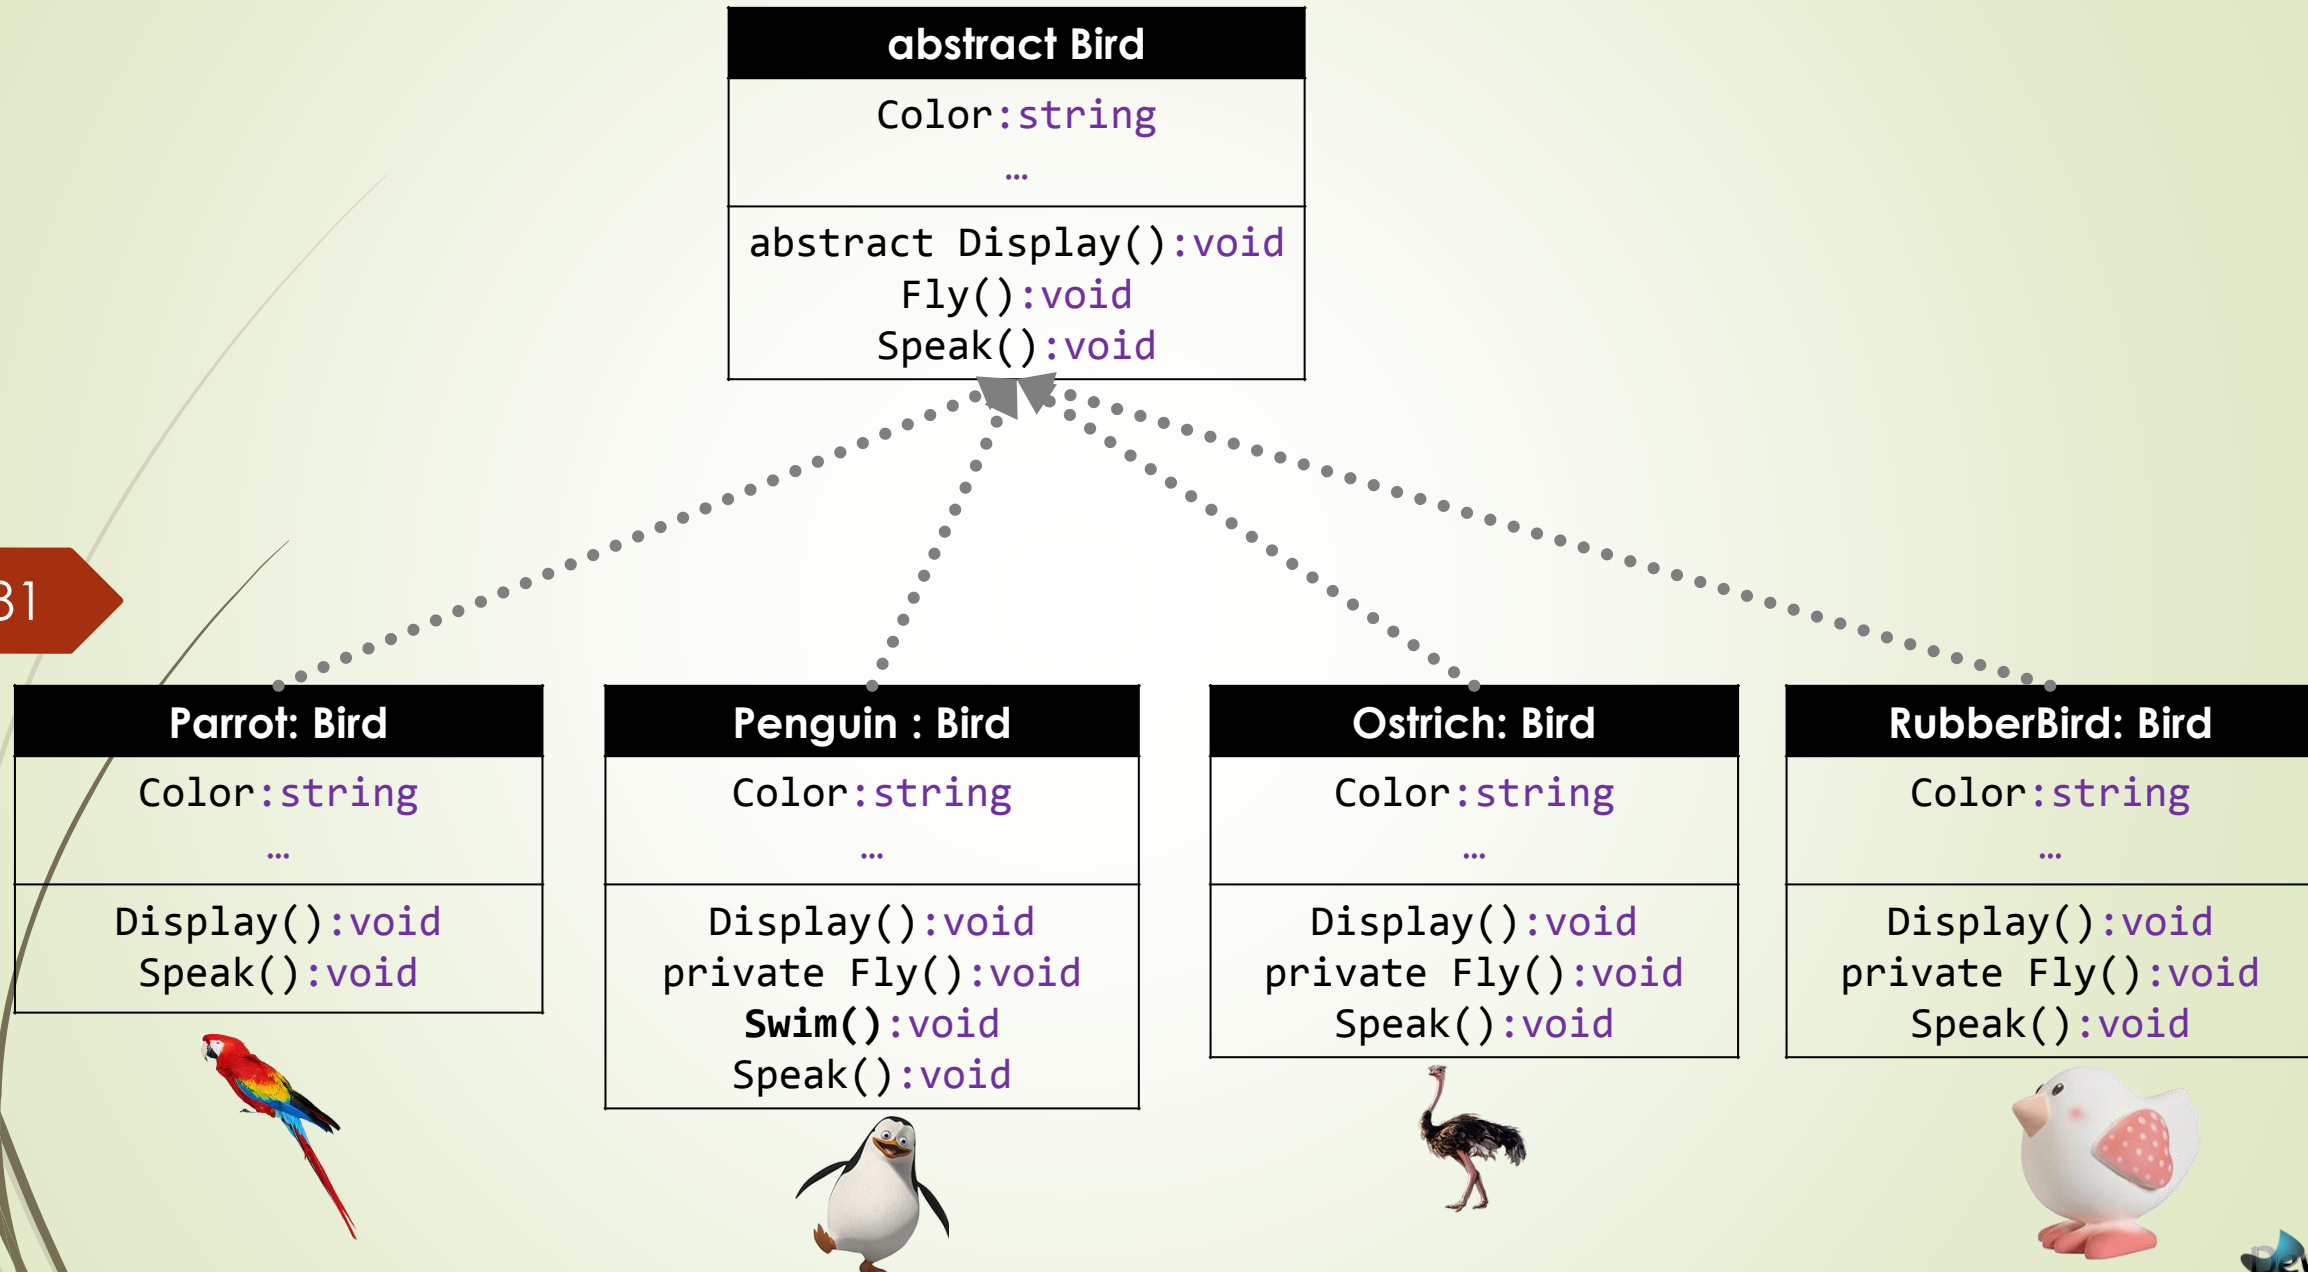 abstract Bird
Color:string
…
abstract Display():void
Fly():void
Speak():void
Parrot: Bird
Color:string
…
Display():void
Speak():void
Penguin : Bird
Color:string
…
Display():void
private Fly():void
Swim():void
Speak():void
Ostrich: Bird
Color:string
…
Display():void
private Fly():void
Speak():void
RubberBird: Bird
Color:string
…
Display():void
private Fly():void
Speak():void